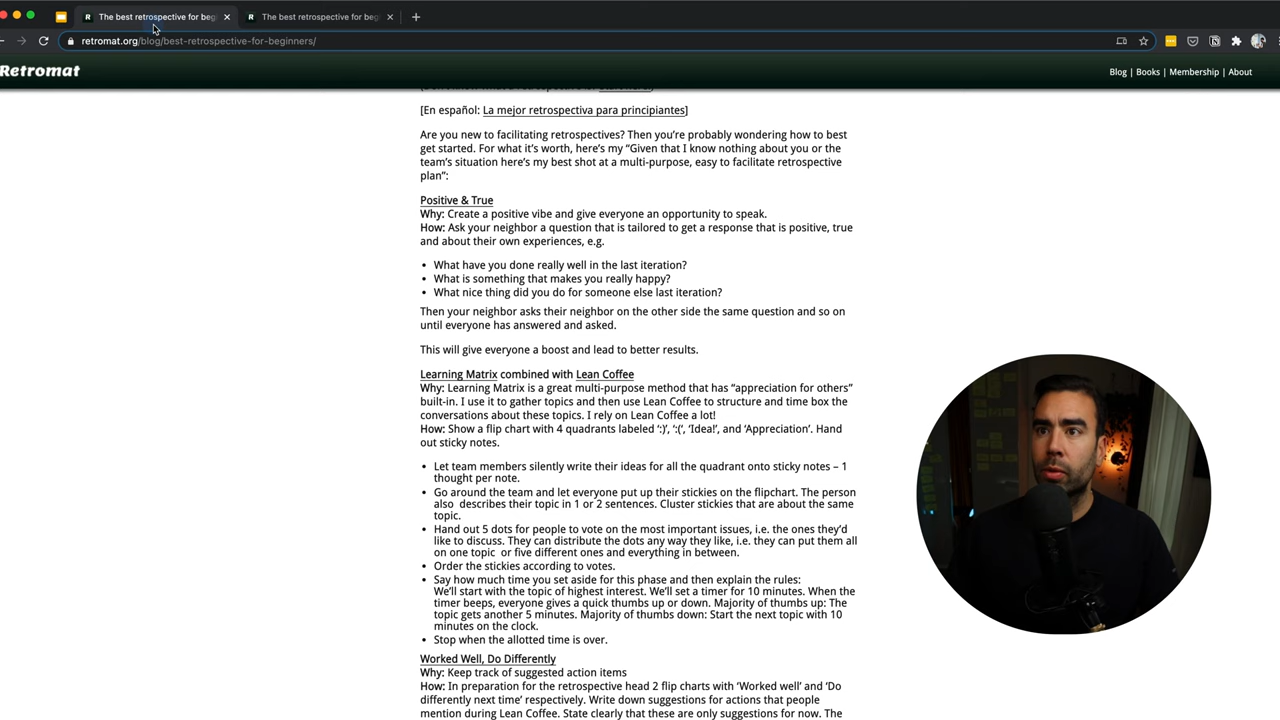 The best retrospective for beg
The best retrospective for beg
retromat.org/blog/best-retrospective-for-beginners/
Retromat
Blog | Books | Membership | About
[En español: La mejor retrospectiva para principiantes]
Are you new to facilitating retrospectives? Then you're probably wondering how to best
get started. For what it's worth, here's my “Given that I know nothing about you or the
team's situation here's my best shot at a multi-purpose, easy to facilitate retrospective
plan”:
Positive & True
Why: Create a positive vibe and give everyone an opportunity to speak.
How: Ask your neighbor a question that is tailored to get a response that is positive, true
and about their own experiences, e.g.
• What have you done really well in the last iteration?
• What is something that makes you really happy?
• What nice thing did you do for someone else last iteration?
Then your neighbor asks their neighbor on the other side the same question and so on
until everyone has answered and asked.
This will give everyone a boost and lead to better results.
Learning Matrix combined with Lean Coffee
Why: Learning Matrix is a great multi-purpose method that has “appreciation for others”
built-in. I use it to gather topics and then use Lean Coffee to structure and time box the
conversations about these topics. I rely on Lean Coffee a lot!
How: Show a flip chart with 4 quadrants labeled ‘:)’, ‘:(’, ‘Idea!’, and ‘Appreciation’. Hand
out sticky notes.
• Let team members silently write their ideas for all the quadrant onto sticky notes – 1
thought per note.
• Go around the team and let everyone put up their stickies on the flipchart. The person
also describes their topic in 1 or 2 sentences. Cluster stickies that are about the same
topic.
• Hand out 5 dots for people to vote on the most important issues, i.e. the ones they'd
like to discuss. They can distribute the dots any way they like, i.e. they can put them all
on one topic or five different ones and everything in between.
• Order the stickies according to votes.
• Say how much time you set aside for this phase and then explain the rules:
We'll start with the topic of highest interest. We'll set a timer for 10 minutes. When the
timer beeps, everyone gives a quick thumbs up or down. Majority of thumbs up: The
topic gets another 5 minutes. Majority of thumbs down: Start the next topic with 10
minutes on the clock.
• Stop when the allotted time is over.
Worked Well, Do Differently
Why: Keep track of suggested action items
How: In preparation for the retrospective head 2 flip charts with ‘Worked well’ and ‘Do
differently next time’ respectively. Write down suggestions for actions that people
mention during Lean Coffee. State clearly that these are only suggestions for now. The